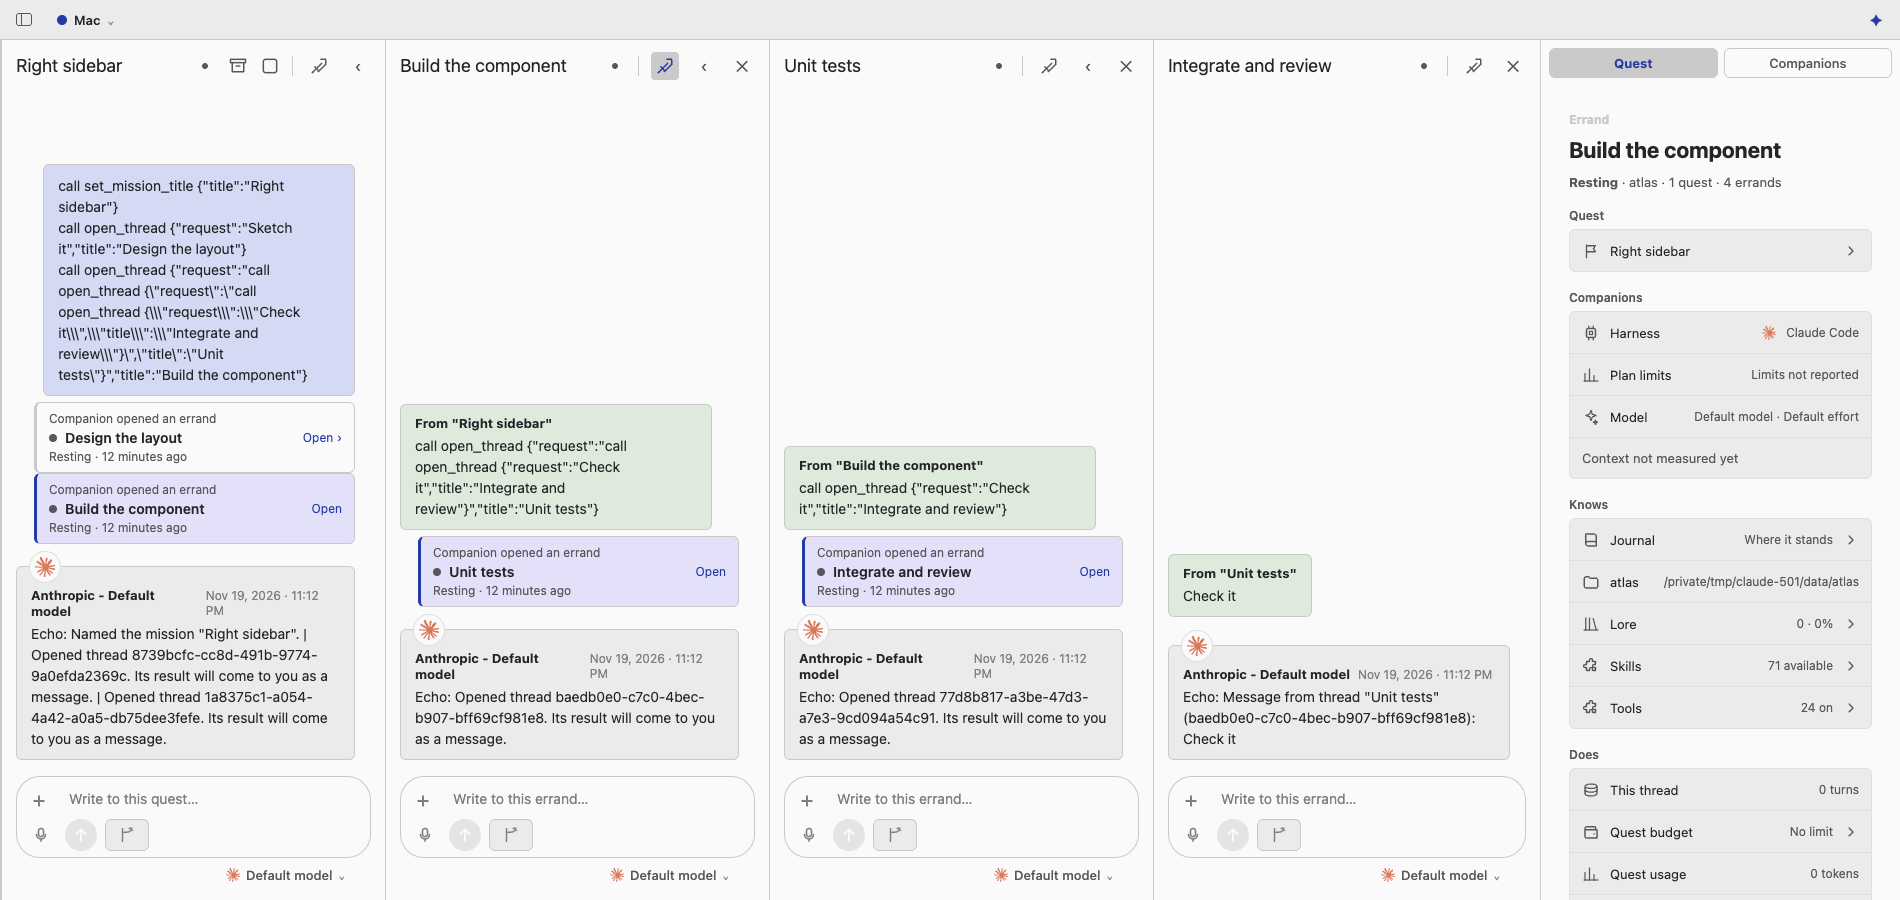 Mac
Right sidebar
call set_mission_title {"title":"Right
sidebar"}
call open_thread {"request":"Sketch
it","title":"Design the layout"}
call open_thread {"request":"call
open_thread {\"request\":\"call
open_thread {\\\"request\\\":\\\"Check
it\\\",\\\"title\\\":\\\"Integrate and
review\\\"}\",\"title\":\"Unit
tests\"}","title":"Build the component"}
Companion opened an errand
Design the layout
Open ›
Resting · 12 minutes ago
Companion opened an errand
Build the component
Open
Resting · 12 minutes ago
Anthropic - Default
model
Nov 19, 2026 · 11:12
PM
Echo: Named the mission "Right sidebar". |
Opened thread 8739bcfc-cc8d-491b-9774-
9a0efda2369c. Its result will come to you as a
message. | Opened thread 1a8375c1-a054-
4a42-a0a5-db75dee3fefe. Its result will come
to you as a message.
Write to this quest...
Default model
Build the component
From "Right sidebar"
call open_thread {"request":"call
open_thread {"request":"Check
it","title":"Integrate and
review"}","title":"Unit tests"}
Companion opened an errand
Unit tests
Open
Resting · 12 minutes ago
Anthropic - Default
model
Nov 19, 2026 · 11:12
PM
Echo: Opened thread baedb0e0-c7c0-4bec-
b907-bff69cf981e8. Its result will come to you
as a message.
Write to this errand...
Default model
Unit tests
From "Build the component"
call open_thread {"request":"Check
it","title":"Integrate and review"}
Companion opened an errand
Integrate and review
Open
Resting · 12 minutes ago
Anthropic - Default
model
Nov 19, 2026 · 11:12
PM
Echo: Opened thread 77d8b817-a3be-47d3-
a7e3-9cd094a54c91. Its result will come to you
as a message.
Write to this errand...
Default model
Integrate and review
From "Unit tests"
Check it
Anthropic - Default model
Nov 19, 2026 · 11:12 PM
Echo: Message from thread "Unit tests"
(baedb0e0-c7c0-4bec-b907-bff69cf981e8):
Check it
Write to this errand...
Default model
Quest
Companions
Errand
Build the component
Resting · atlas · 1 quest · 4 errands
Quest
Right sidebar
Companions
Harness
Claude Code
Plan limits
Limits not reported
Model
Default model · Default effort
Context not measured yet
Knows
Journal
Where it stands
atlas
/private/tmp/claude-501/data/atlas
Lore
0 · 0%
Skills
71 available
Tools
24 on
Does
This thread
0 turns
Quest budget
No limit
Quest usage
0 tokens